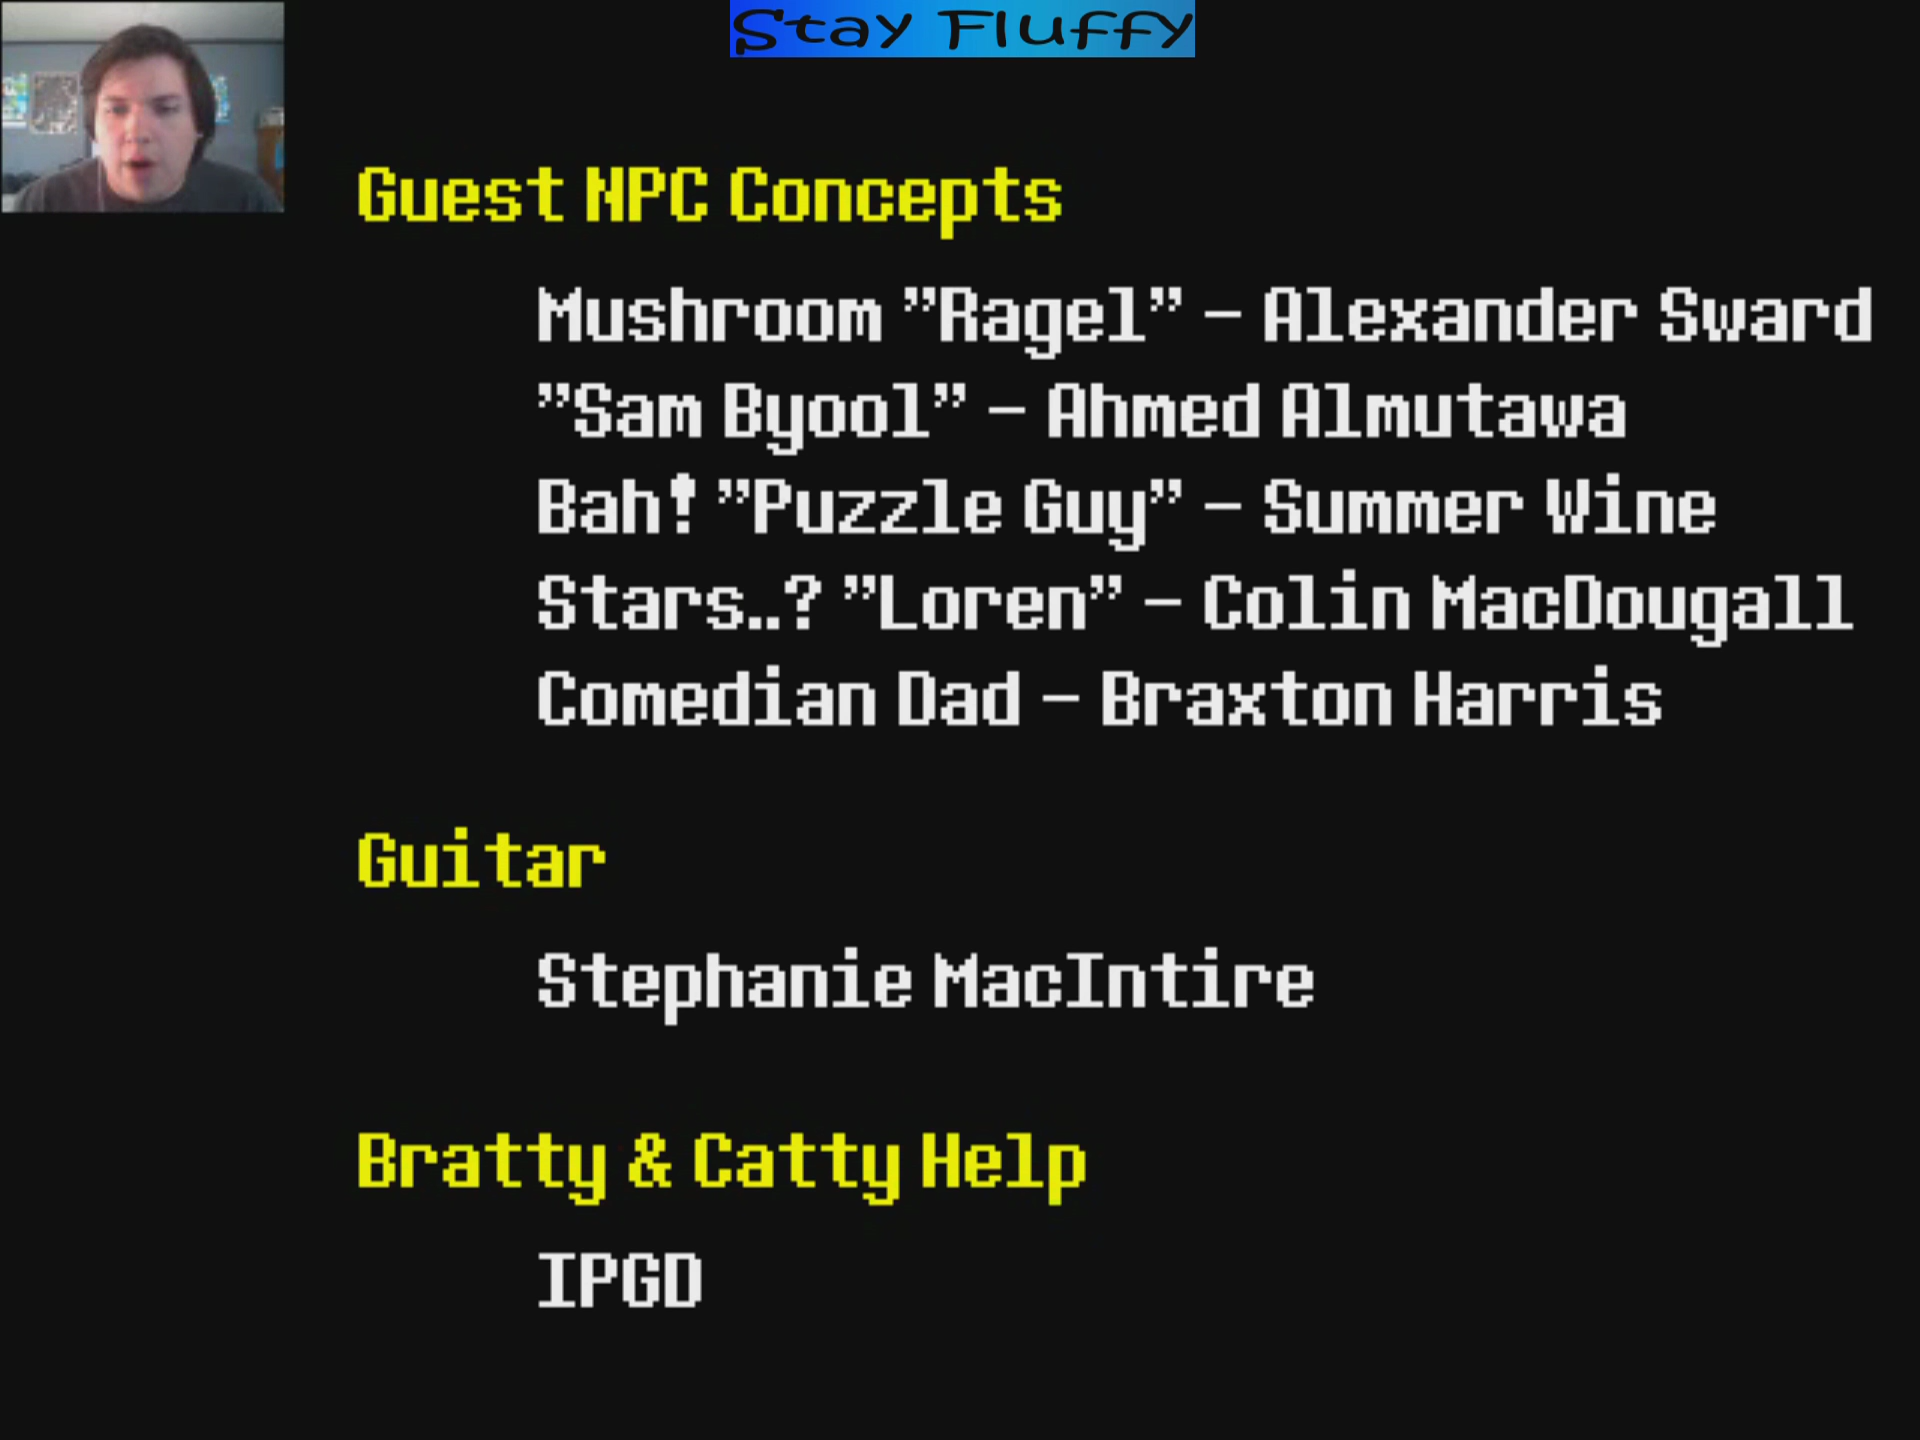 Stay Fluffy
Guest NPC Concepts
Mushroom "Ragel" - Alexander Sward
"Sam Byool" - Ahmed Almutawa
Bah! "Puzzle Guy" - Summer Wine
Stars..? "Loren" - Colin MacDougall
Comedian Dad - Braxton Harris
Guitar
Stephanie MacIntire
Bratty & Catty Help
IPGD